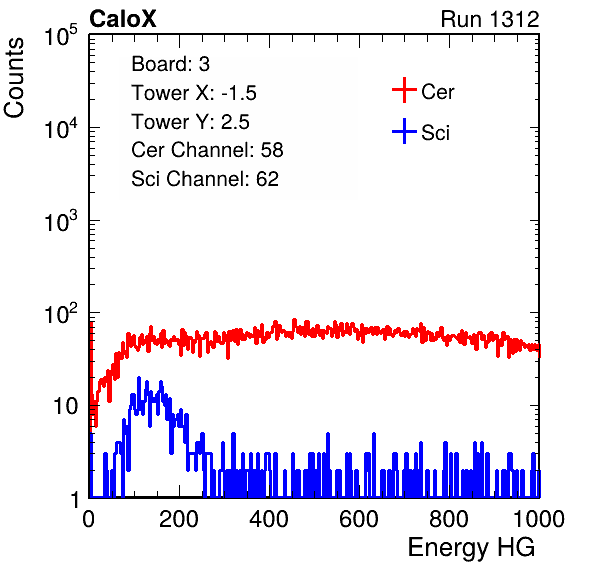 CaloX Run 1312
Counts
10^5
10^4
10^3
10^2
10
1
Board: 3
Tower X: -1.5
Tower Y: 2.5
Cer Channel: 58
Sci Channel: 62
Cer
Sci
0 200 400 600 800 1000
Energy HG